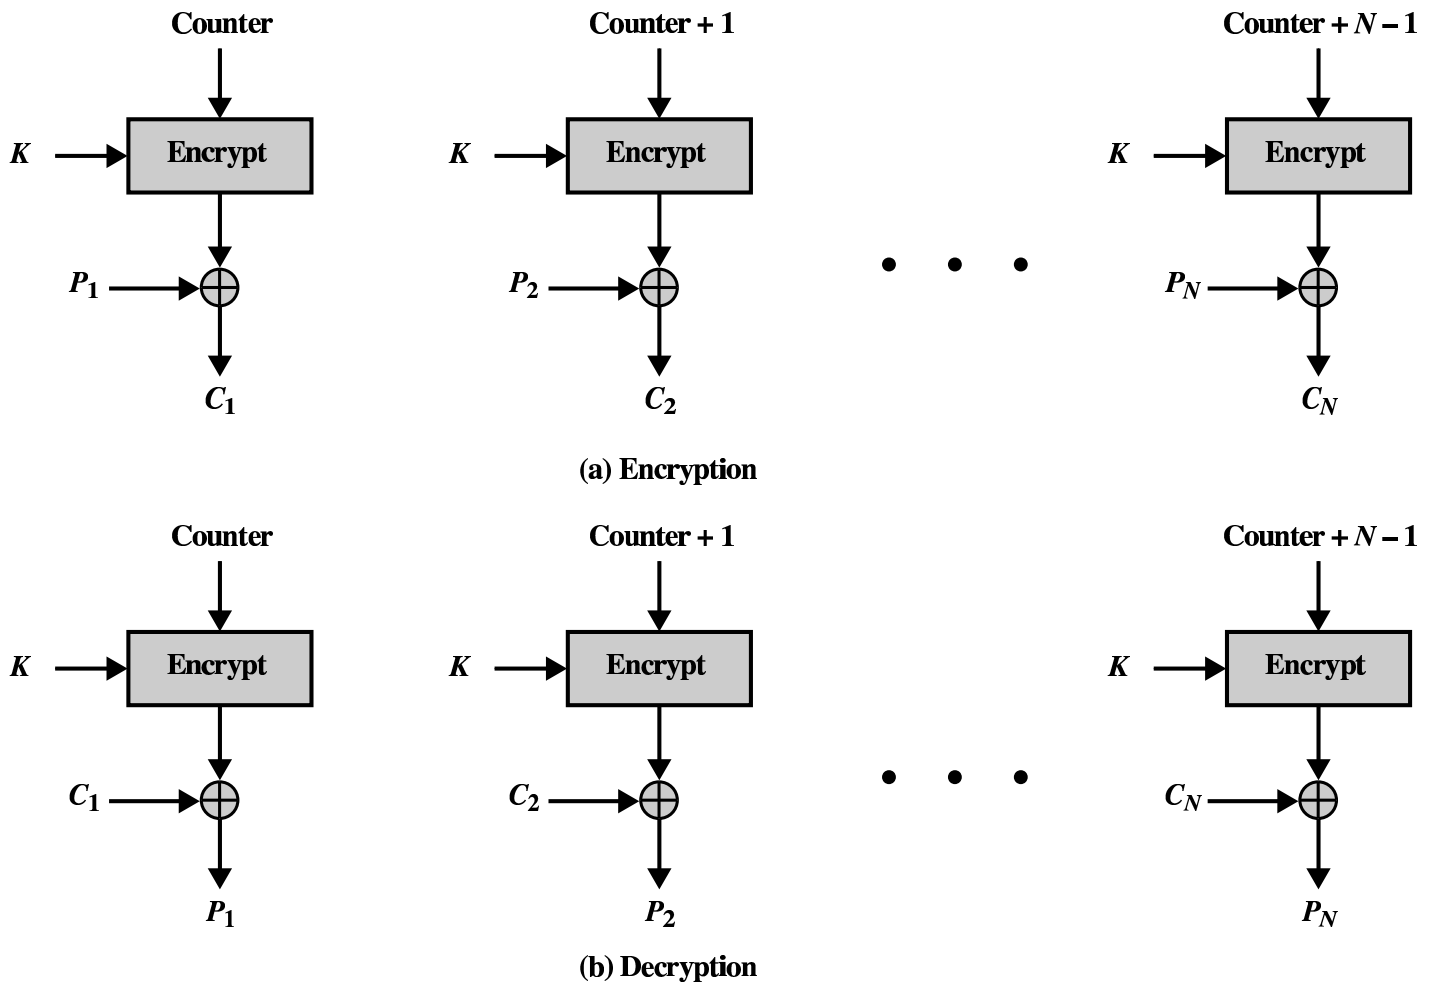 Counter Counter + 1 Counter + N – 1
K Encrypt K Encrypt K Encrypt
P1 P2 PN
C1 C2 CN
(a) Encryption
Counter Counter + 1 Counter + N – 1
K Encrypt K Encrypt K Encrypt
C1 C2 CN
P1 P2 PN
(b) Decryption